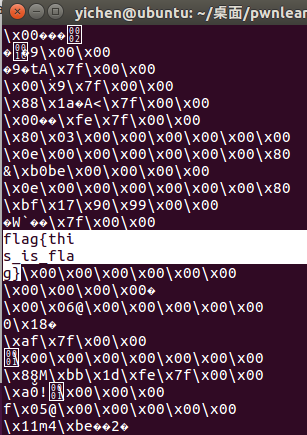 yichen@ubuntu: ~/桌面/pwnlear
\x00���
�9\x00\x00
�9�tA\x7f\x00\x00
\x00\x9\x7f\x00\x00
\x88\x1a�A<\x7f\x00\x00
\x00��\xfe\x7f\x00\x00
\x80\x03\x00\x00\x00\x00\x00\x00
\x0e\x00\x00\x00\x00\x00\x00\x80
&\xb0be\x00\x00\x00\x00\x00
\x0e\x00\x00\x00\x00\x00\x00\x80
\xbf\x17\x90\x99\x00\x00\x00
�W`��\x7f\x00\x00
flag{thi
s_is_fla
g}\x00\x00\x00\x00\x00\x00
\x00\x00\x00\x00�
\x00\x06@\x00\x00\x00\x00\x00
0\x18�
\xaf\x7f\x00\x00
\x00\x00\x00\x00\x00\x00\x00
\x88M\xbb\x1d\xfe\x7f\x00\x00
\x00\x00\x00
f\x05@\x00\x00\x00\x00\x00
\x11m4\xbe��2�